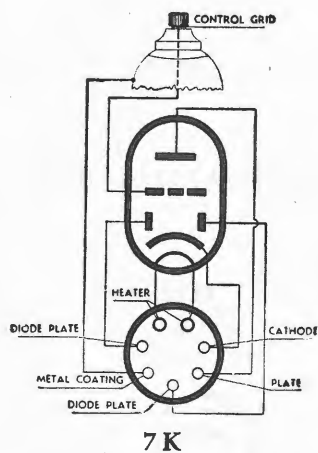 CONTROL GRID
HEATER
DIODE PLATE
CATHODE
METAL COATING
PLATE
DIODE PLATE
7K